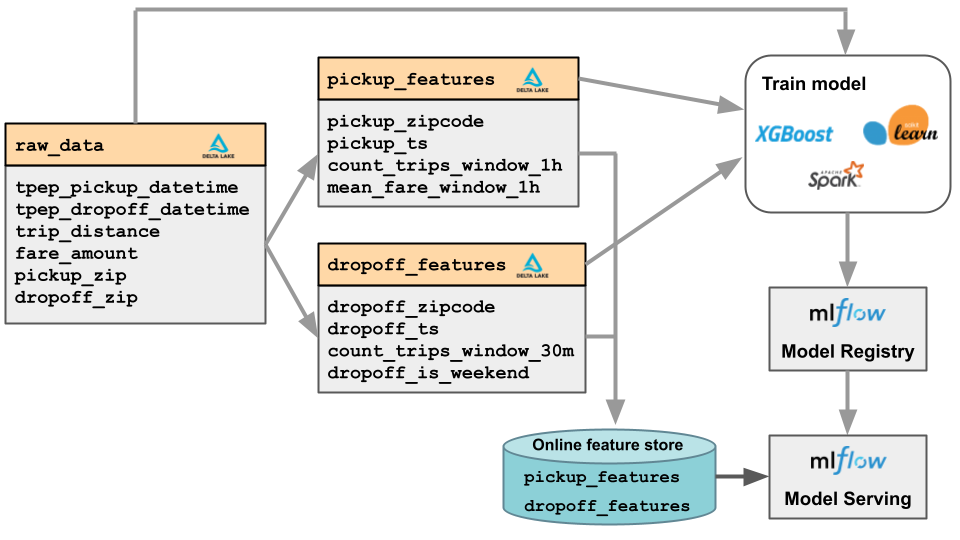 raw_data
DELTA LAKE
tpep_pickup_datetime
tpep_dropoff_datetime
trip_distance
fare_amount
pickup_zip
dropoff_zip
pickup_features
DELTA LAKE
pickup_zipcode
pickup_ts
count_trips_window_1h
mean_fare_window_1h
dropoff_features
DELTA LAKE
dropoff_zipcode
dropoff_ts
count_trips_window_30m
dropoff_is_weekend
Train model
XGBoost
scikit
learn
APACHE
Spark
mlflow
Model Registry
Online feature store
pickup_features
dropoff_features
mlflow
Model Serving